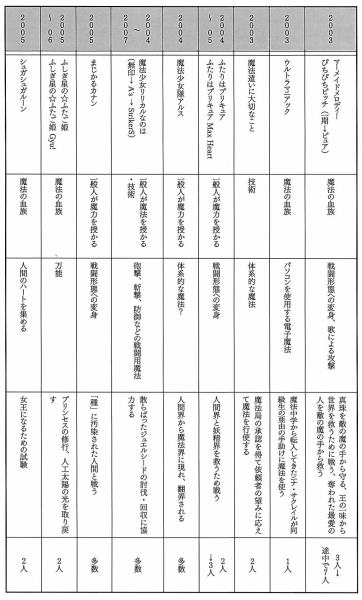 2003
マーメイドメロディー
ぴちぴちピッチ(一期→ピュア)
魔法の血族
戦闘形態への変身、歌による攻撃
真珠を敵の魔の手から守る、王の一味から
世界を救うために戦う、奪われた最愛の
人を敵の魔の手から救う
3人→
途中で7人
2003
ウルトラマニアック
魔法の血族
パソコンを使用する電子魔法
魔法中学から転入してきたニナ・サクレイルが同
級生の亜由の手助けに魔法を使う
1人
2003
魔法遣いに大切なこと
技術
体系的な魔法
魔法局の承認を得て依頼者の望みに応え
て魔法を行使する
2人
2004
〜05
ふたりはプリキュア
ふたりはプリキュア Max Heart
一般人が魔力を授かる
戦闘形態への変身
人間界と妖精界を救うため戦う
2人
→3人
2004
魔法少女隊アルス
一般人が魔力を授かる
体系的な魔法?
人間界から魔法界に現れ、翻弄される
多数
2004
〜
2007
魔法少女リリカルなのは
(無印→A's→StrikerS)
一般人が魔法を授かる
・技術
砲撃、斬撃、防御などの戦闘用魔法
散らばったジュエルシードの討伐・回収に協
力する
多数
2005
まじかるカナン
一般人が魔力を授かる
戦闘形態への変身
「種」に汚染された人間と戦う
多数
2005
〜06
ふしぎ星の☆ふたご姫
ふしぎ星の☆ふたご姫 Gyu!
魔法の血族
万能
プリンセスの修行、人工太陽の光を取り戻
す
2人
2005
シュガシュガルーン
魔法の血族
人間のハートを集める
女王になるための試験
2人